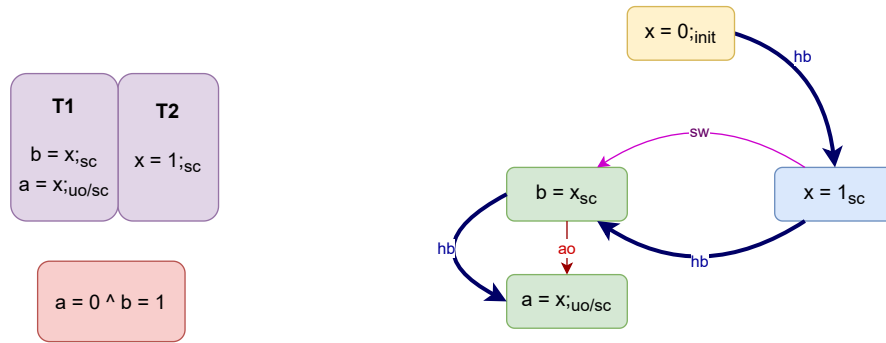 T1
b = x;sc
a = x;uo/sc
T2
x = 1;sc
a = 0 ^ b = 1
x = 0;init
hb
sw
b = xsc
x = 1sc
hb
ao
hb
a = x;uo/sc